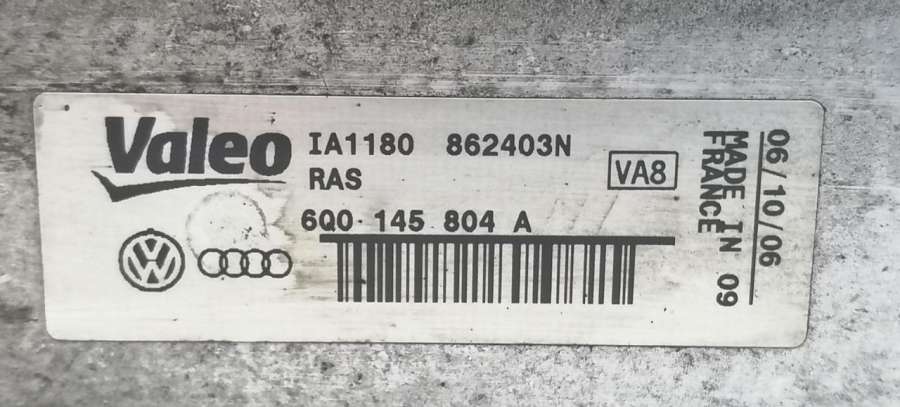 Valeo
IA1180 862403N
RAS
VA8
6Q0 145 804 A
06/10/06
MADE IN 09
FRANCE